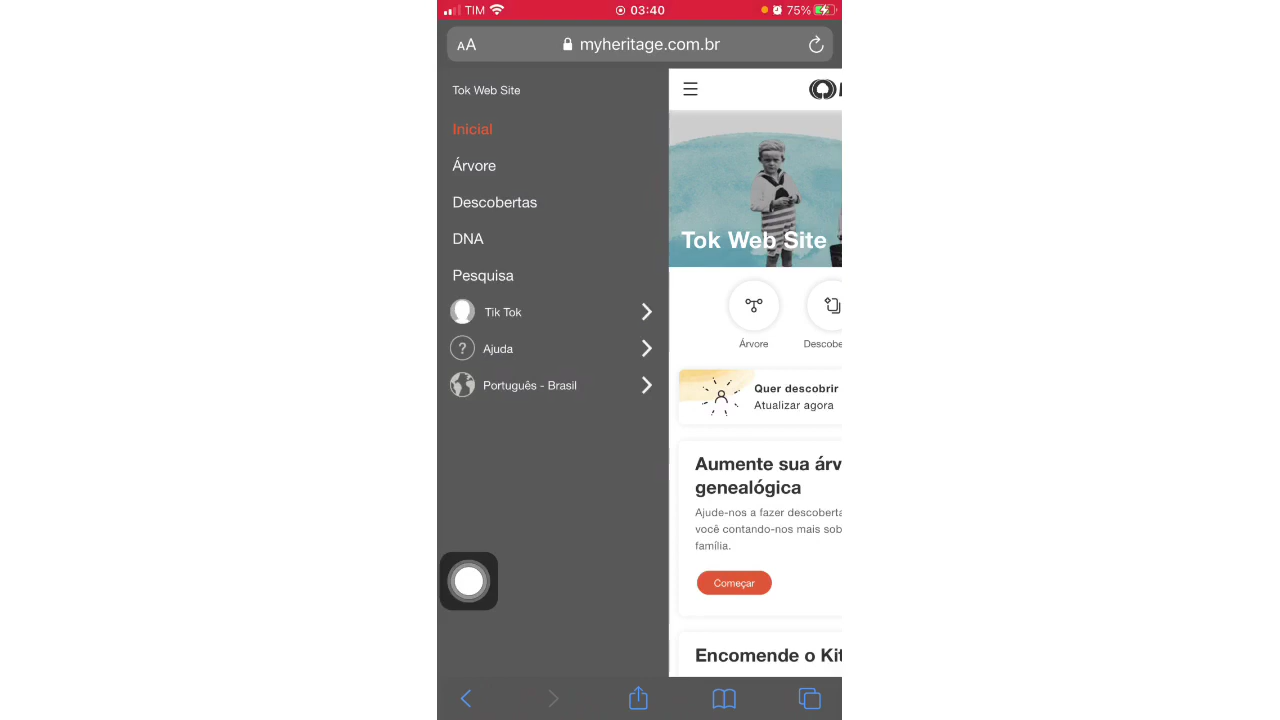 TIM 03:40 75%
AA myheritage.com.br
Tok Web Site
Inicial
Árvore
Descobertas
DNA
Pesquisa
Tik Tok
? Ajuda
Português - Brasil
Tok Web Site
Árvore Descobe
Quer descobrir
Atualizar agora
Aumente sua árv
genealógica
Ajude-nos a fazer descoberta
você contando-nos mais sob
família.
Começar
Encomende o Kit